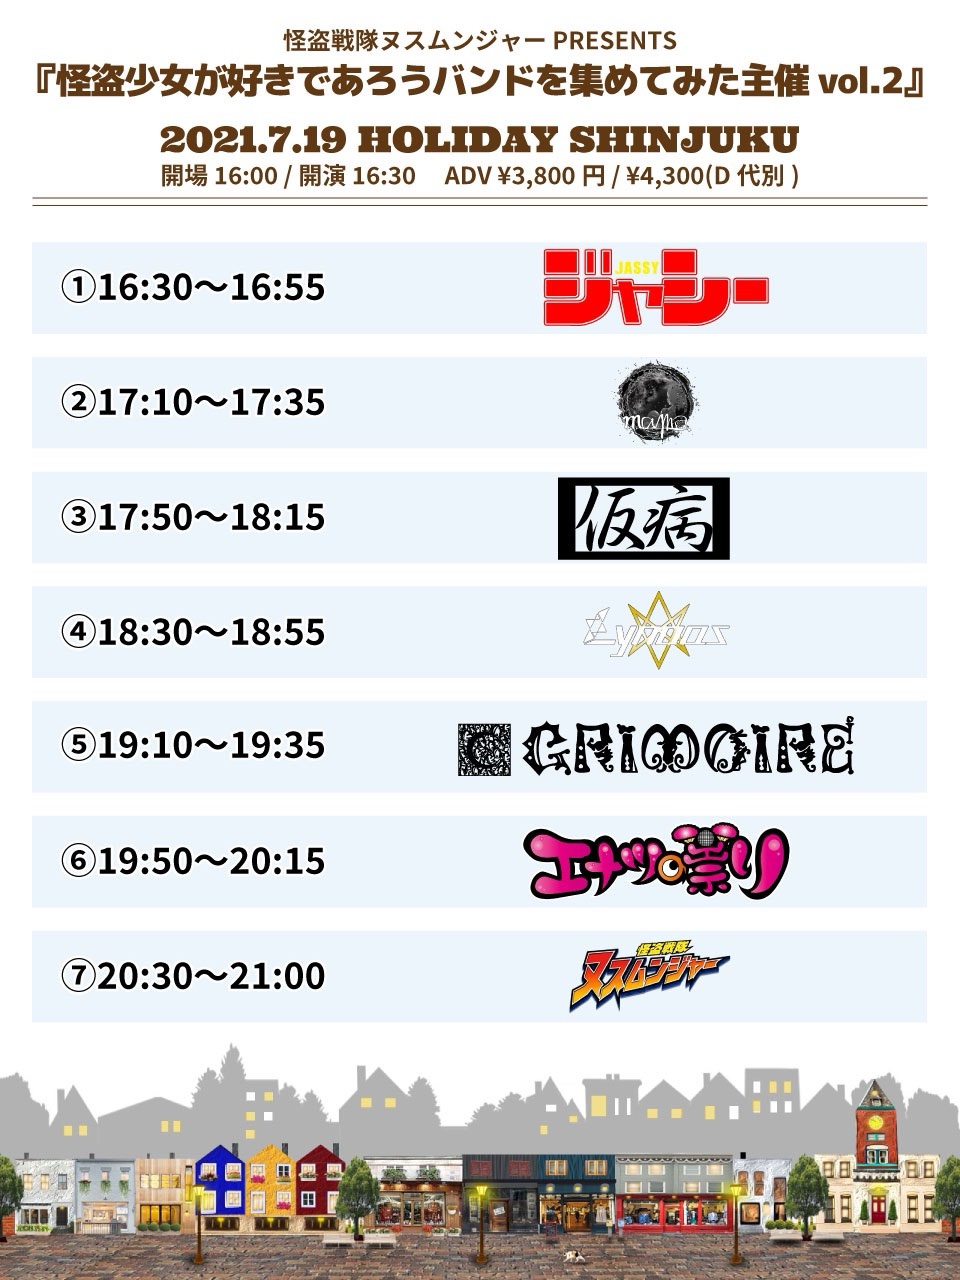 怪盗戦隊ヌスムンジャー PRESENTS
『怪盗少女が好きであろうバンドを集めてみた主催 vol.2』
2021.7.19 HOLIDAY SHINJUKU
開場 16:00 / 開演 16:30 ADV ¥3,800 円 / ¥4,300(D 代別 )
①16:30〜16:55 ジャシー JASSY
②17:10〜17:35
③17:50〜18:15 仮病
④18:30〜18:55
⑤19:10〜19:35 GRIMOIRE
⑥19:50〜20:15 エナツの祟り
⑦20:30〜21:00 怪盗戦隊 ヌスムンジャー